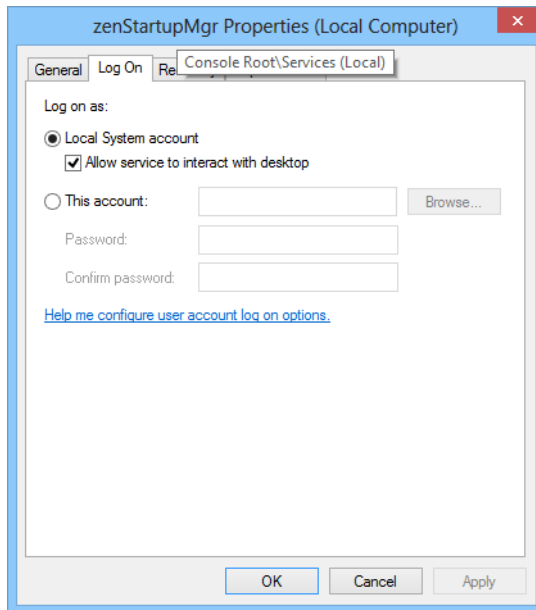 zenStartupMgr Properties (Local Computer)
Console Root\Services (Local)
General Log On
Log on as:
Local System account
Allow service to interact with desktop
This account:
Browse...
Password:
Confirm password:
Help me configure user account log on options.
OK Cancel Apply